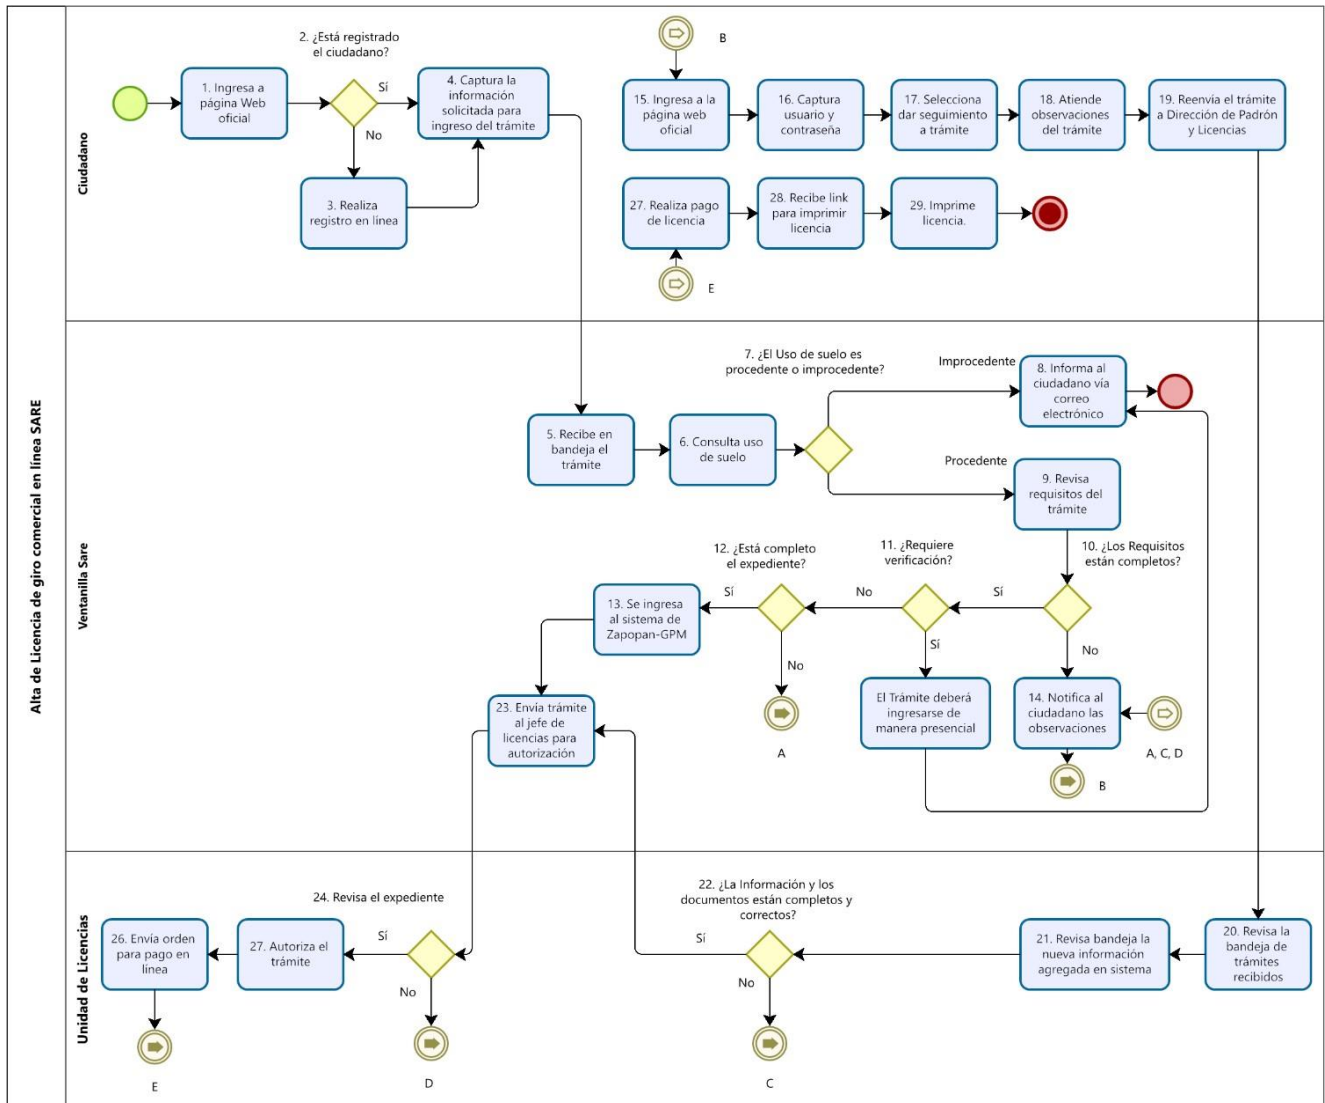 Alta de Licencia de giro comercial en línea SARE
Ciudadano
2. ¿Está registrado
el ciudadano?
1. Ingresa a
página Web
oficial
Sí
No
4. Captura la
información
solicitada para
ingreso del trámite
3. Realiza
registro en línea
B
15. Ingresa a la
página web
oficial
16. Captura
usuario y
contraseña
17. Selecciona
dar seguimiento
a trámite
18. Atiende
observaciones
del trámite
19. Reenvía el trámite
a Dirección de Padrón
y Licencias
27. Realiza pago
de licencia
28. Recibe link
para imprimir
licencia
29. Imprime
licencia.
E
Ventanilla Sare
7. ¿El Uso de suelo es
procedente o improcedente?
Improcedente
8. Informa al
ciudadano vía
correo
electrónico
5. Recibe en
bandeja el
trámite
6. Consulta uso
de suelo
Procedente
9. Revisa
requisitos del
trámite
12. ¿Está completo
el expediente?
11. ¿Requiere
verificación?
10. ¿Los Requisitos
están completos?
13. Se ingresa
al sistema de
Zapopan-GPM
Sí
No
Sí
No
Sí
No
23. Envía trámite
al jefe de
licencias para
autorización
A
El Trámite deberá
ingresarse de
manera presencial
14. Notifica al
ciudadano las
observaciones
A, C, D
B
Unidad de Licencias
24. Revisa el expediente
22. ¿La Información y los
documentos están completos y
correctos?
26. Envía orden
para pago en
línea
27. Autoriza el
trámite
Sí
No
Sí
No
21. Revisa bandeja la
nueva información
agregada en sistema
20. Revisa la
bandeja de
trámites
recibidos
E
D
C